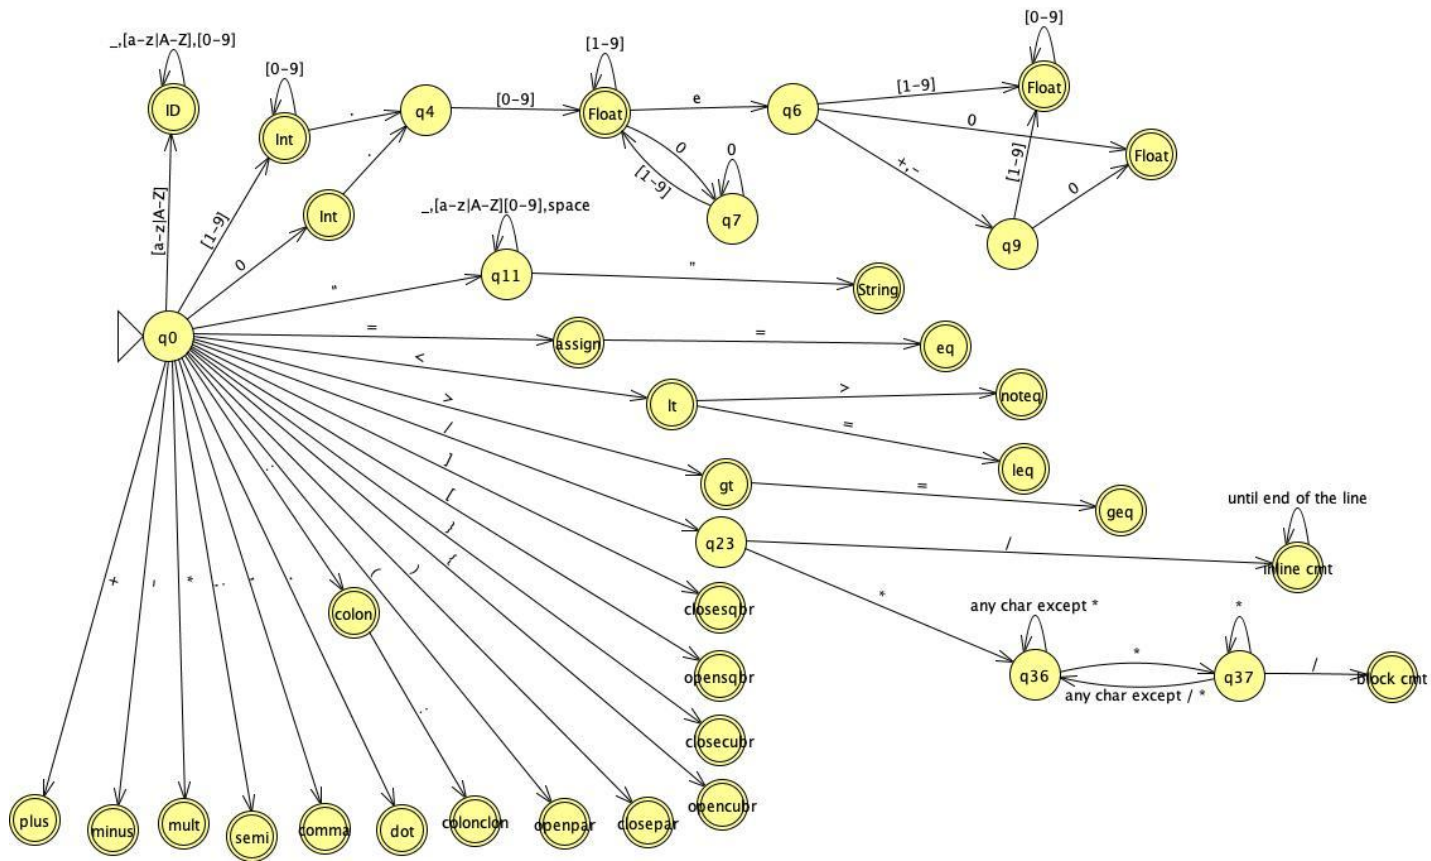 _,[a-z|A-Z],[0-9]
[0-9]
[1-9]
[0-9]
ID
Int
.
q4
[0-9]
Float
e
q6
[1-9]
Float
0
Float
0
[1-9]
0
q7
+,-
[1-9]
0
q9
[a-z|A-Z]
[1-9]
.
Int
0
_,[a-z|A-Z][0-9],space
q11
"
"
String
q0
=
assign
=
eq
<
lt
>
noteq
=
leq
>
gt
=
geq
/
q23
/
until end of the line
inline cmt
*
any char except *
q36
*
any char except / *
*
q37
/
block cmt
]
closesqbr
[
opensqbr
}
closecubr
{
opencubr
:
colon
:
colonclon
(
openpar
)
closepar
+
plus
-
minus
*
mult
;
semi
,
comma
.
dot